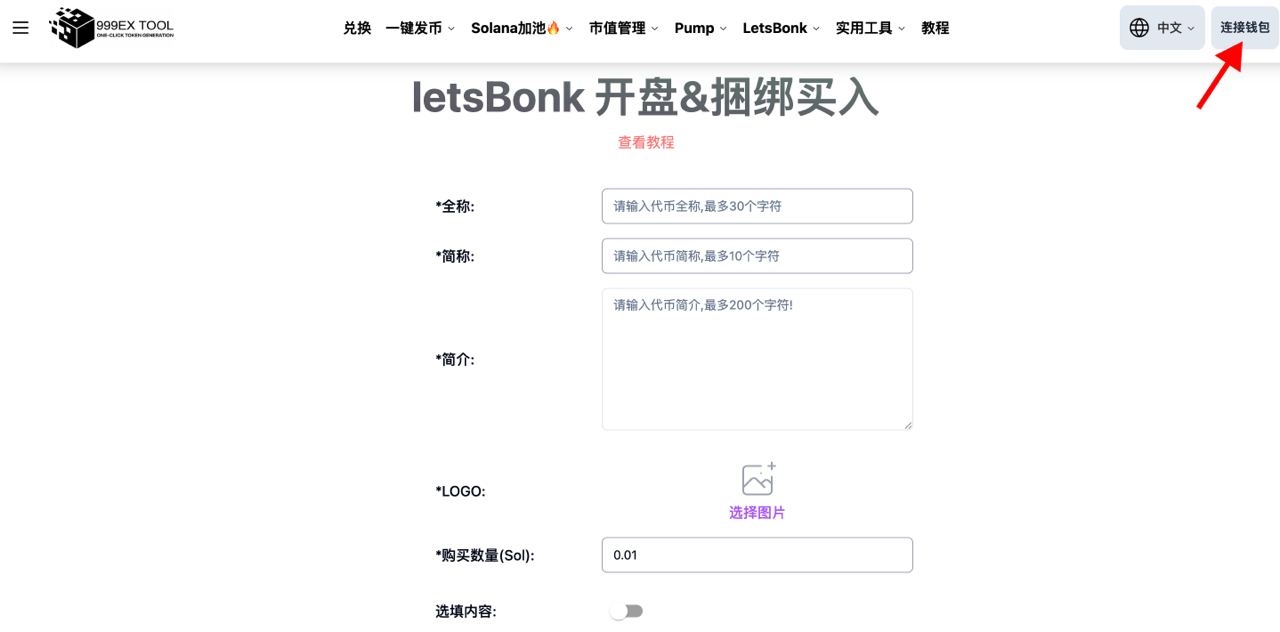 999EX TOOL
ONE-CLICK TOKEN GENERATION
兑换 一键发币 Solana加池🔥 市值管理 Pump LetsBonk 实用工具 教程
中文
连接钱包
letsBonk 开盘&捆绑买入
查看教程
*全称: 请输入代币全称,最多30个字符
*简称: 请输入代币简称,最多10个字符
请输入代币简介,最多200个字符!
*简介:
*LOGO:
选择图片
*购买数量(Sol): 0.01
选填内容: